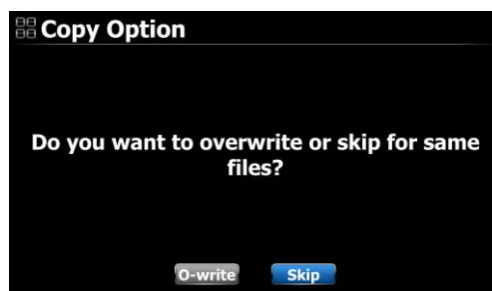 Copy Option
Do you want to overwrite or skip for same
files?
O-write Skip